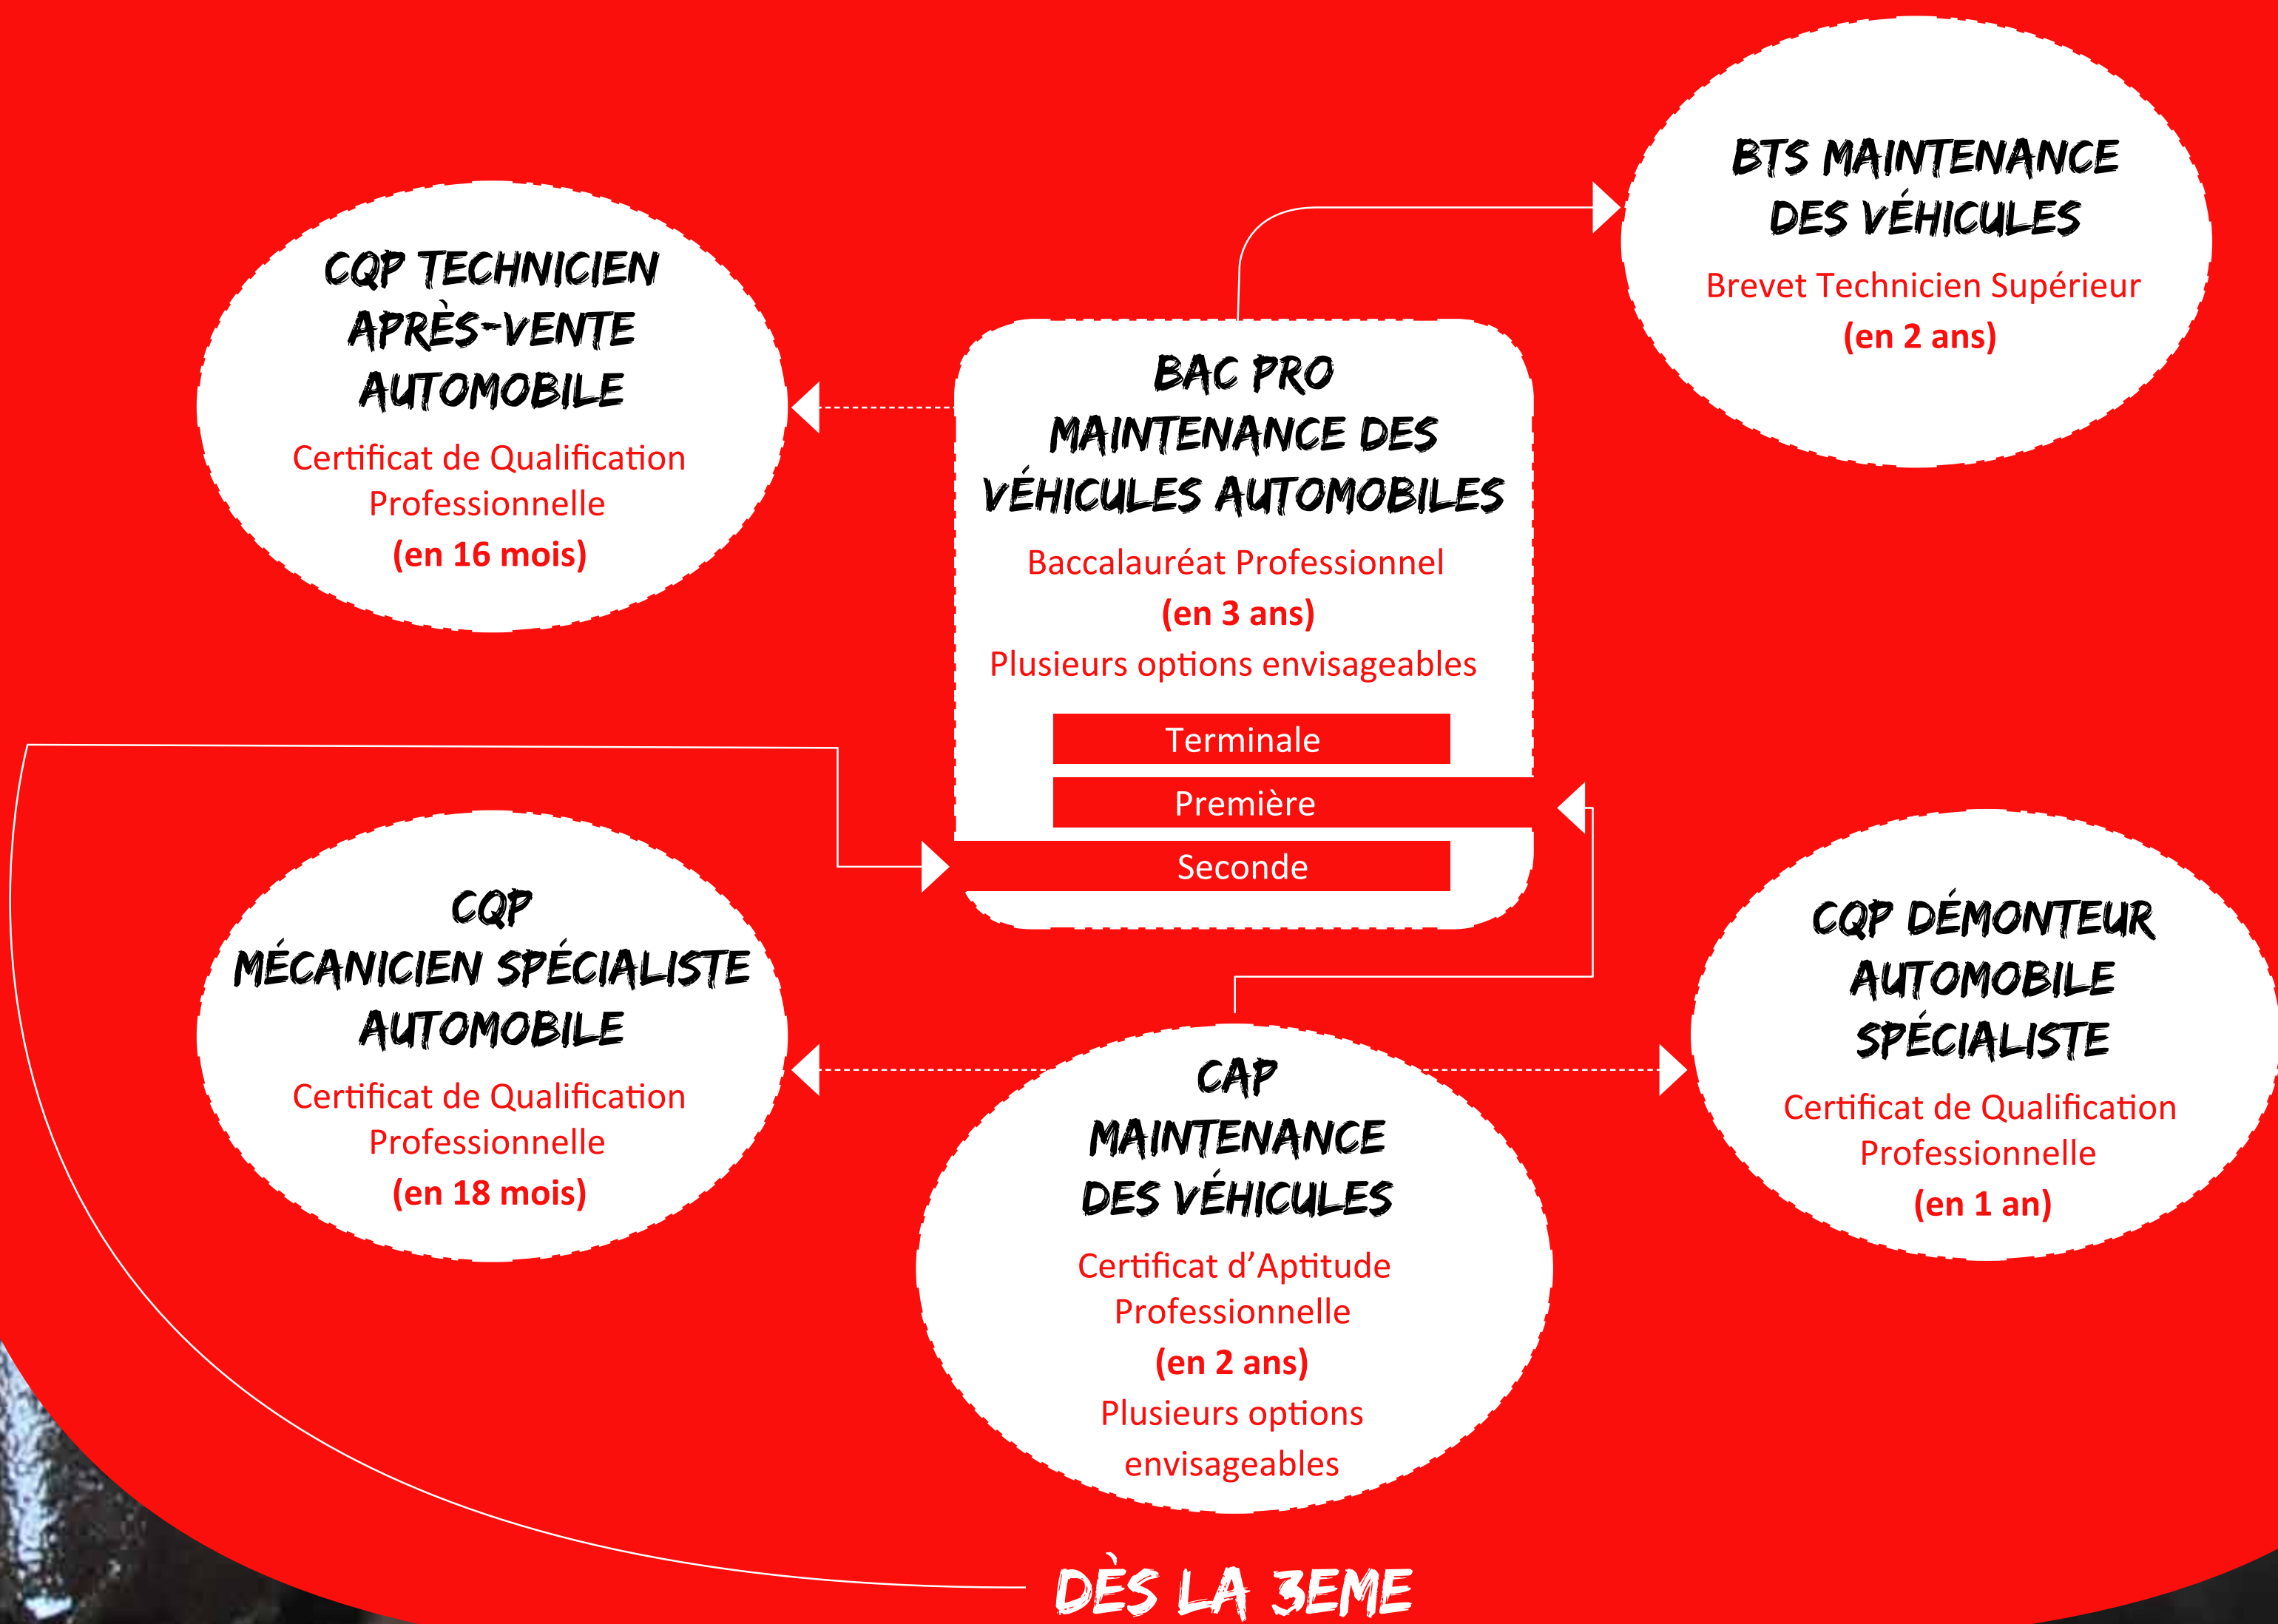 BTS MAINTENANCE
DES VÉHICULES
Brevet Technicien Supérieur
(en 2 ans)
CQP TECHNICIEN
APRÈS-VENTE
AUTOMOBILE
Certificat de Qualification
Professionnelle
(en 16 mois)
BAC PRO
MAINTENANCE DES
VÉHICULES AUTOMOBILES
Baccalauréat Professionnel
(en 3 ans)
Plusieurs options envisageables
Terminale
Première
Seconde
CQP
MÉCANICIEN SPÉCIALISTE
AUTOMOBILE
Certificat de Qualification
Professionnelle
(en 18 mois)
CQP DÉMONTEUR
AUTOMOBILE
SPÉCIALISTE
Certificat de Qualification
Professionnelle
(en 1 an)
CAP
MAINTENANCE
DES VÉHICULES
Certificat d’Aptitude
Professionnelle
(en 2 ans)
Plusieurs options
envisageables
DÈS LA 3EME